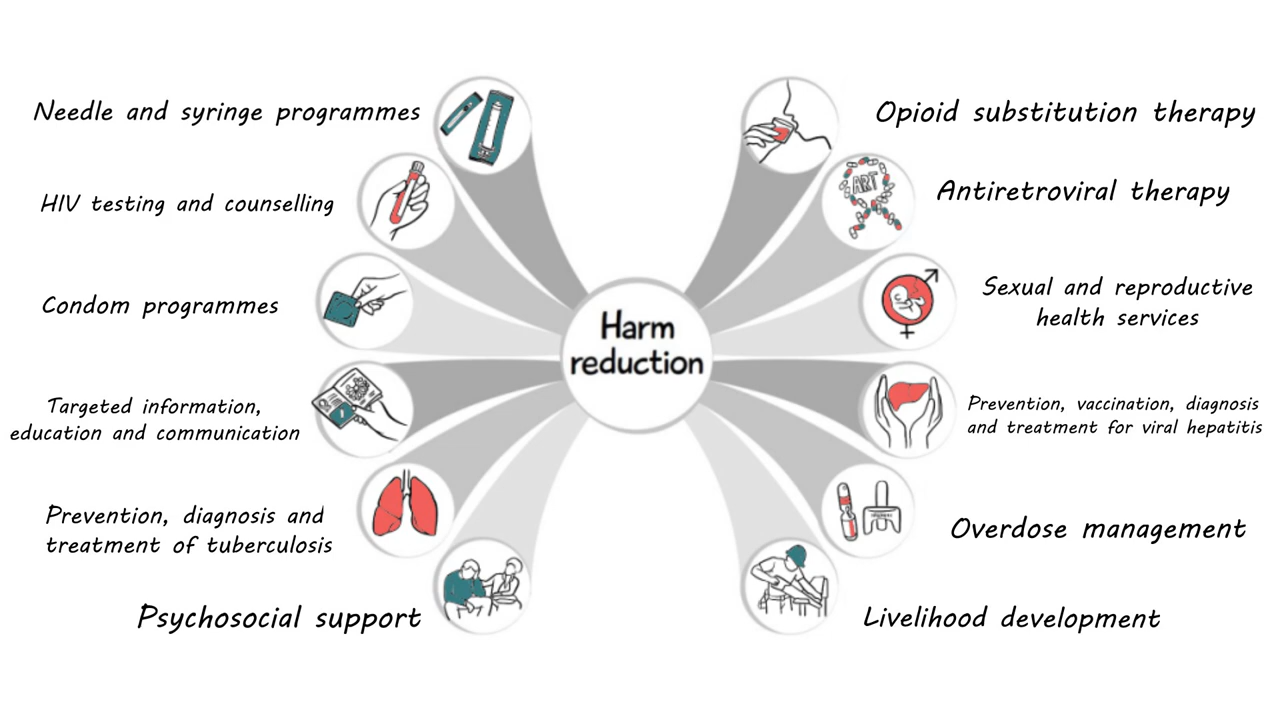 Needle and syringe programmes
HIV testing and counselling
Condom programmes
Targeted information,
education and communication
Prevention, diagnosis and
treatment of tuberculosis
Psychosocial support
Harm
reduction
Opioid substitution therapy
ART
Antiretroviral therapy
Sexual and reproductive
health services
Prevention, vaccination, diagnosis
and treatment for viral hepatitis
Overdose management
Livelihood development